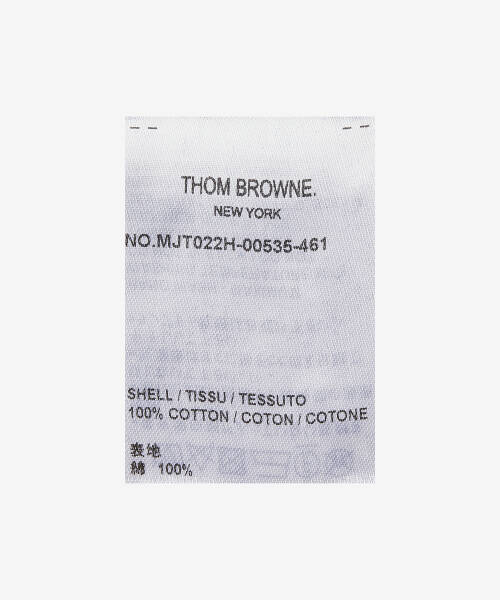 THOM BROWNE.
NEW YORK
NO.MJT022H-00535-461
SHELL / TISSU / TESSUTO
100% COTTON / COTON / COTONE
表地
綿 100%